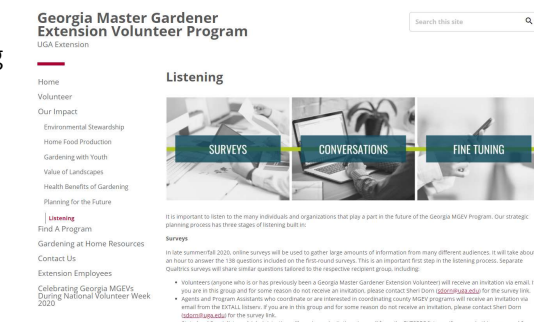 g
Georgia Master Gardener
Extension Volunteer Program
UGA Extension
Search this site
Home
Volunteer
Our Impact
Environmental Stewardship
Home Food Production
Gardening with Youth
Value of Landscapes
Health Benefits of Gardening
Planning for the Future
Listening
Find A Program
Gardening at Home Resources
Contact Us
Extension Employees
Celebrating Georgia MGEVs
During National Volunteer Week
2020
Listening
SURVEYS
CONVERSATIONS
FINE TUNING
It is important to listen to the many individuals and organizations that play a part in the future of the Georgia MGEV Program. Our strategic
planning process has three stages of listening built in:
Surveys
In late summer/fall 2020, online surveys will be used to gather large amounts of information from many different audiences. It will take about
an hour to answer the 138 questions included on the first-round surveys. This is an important first step in the listening process. Separate
Qualtrics surveys will share similar questions tailored to the respective recipient group, including:
• Volunteers (anyone who is or has previously been a Georgia Master Gardener Extension Volunteer) will receive an invitation via email. I
you are in this group and for some reason do not receive an invitation, please contact Sheri Dorn (sdorn@uga.edu) for the survey link.
• Agents and Program Assistants who coordinate or are interested in coordinating county MGEV programs will receive an invitation via
email from the EXTALL listserv. If you are in this group and for some reason do not receive an invitation, please contact Sheri Dorn
(sdorn@uga.edu) for the survey link.